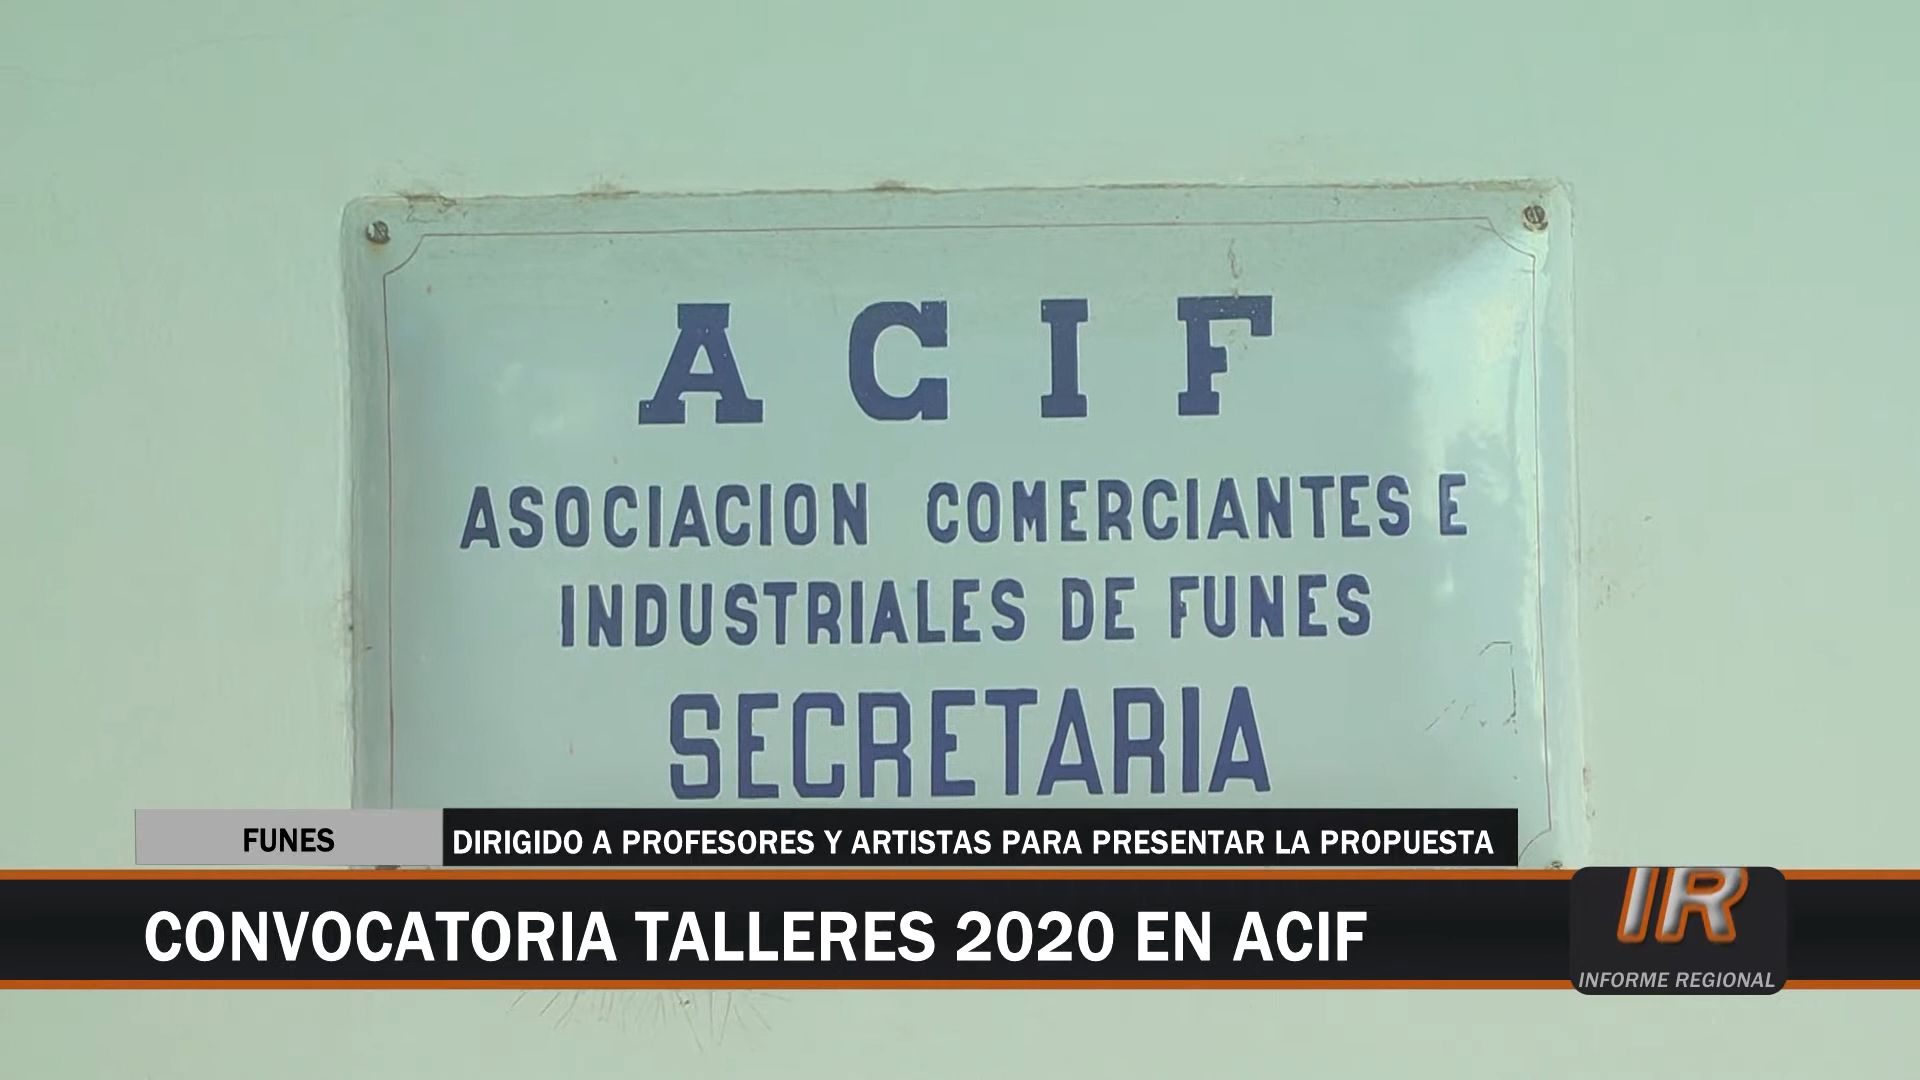 A C I F
ASOCIACION COMERCIANTES E
INDUSTRIALES DE FUNES
SECRETARIA
FUNES
DIRIGIDO A PROFESORES Y ARTISTAS PARA PRESENTAR LA PROPUESTA
CONVOCATORIA TALLERES 2020 EN ACIF
IR
INFORME REGIONAL